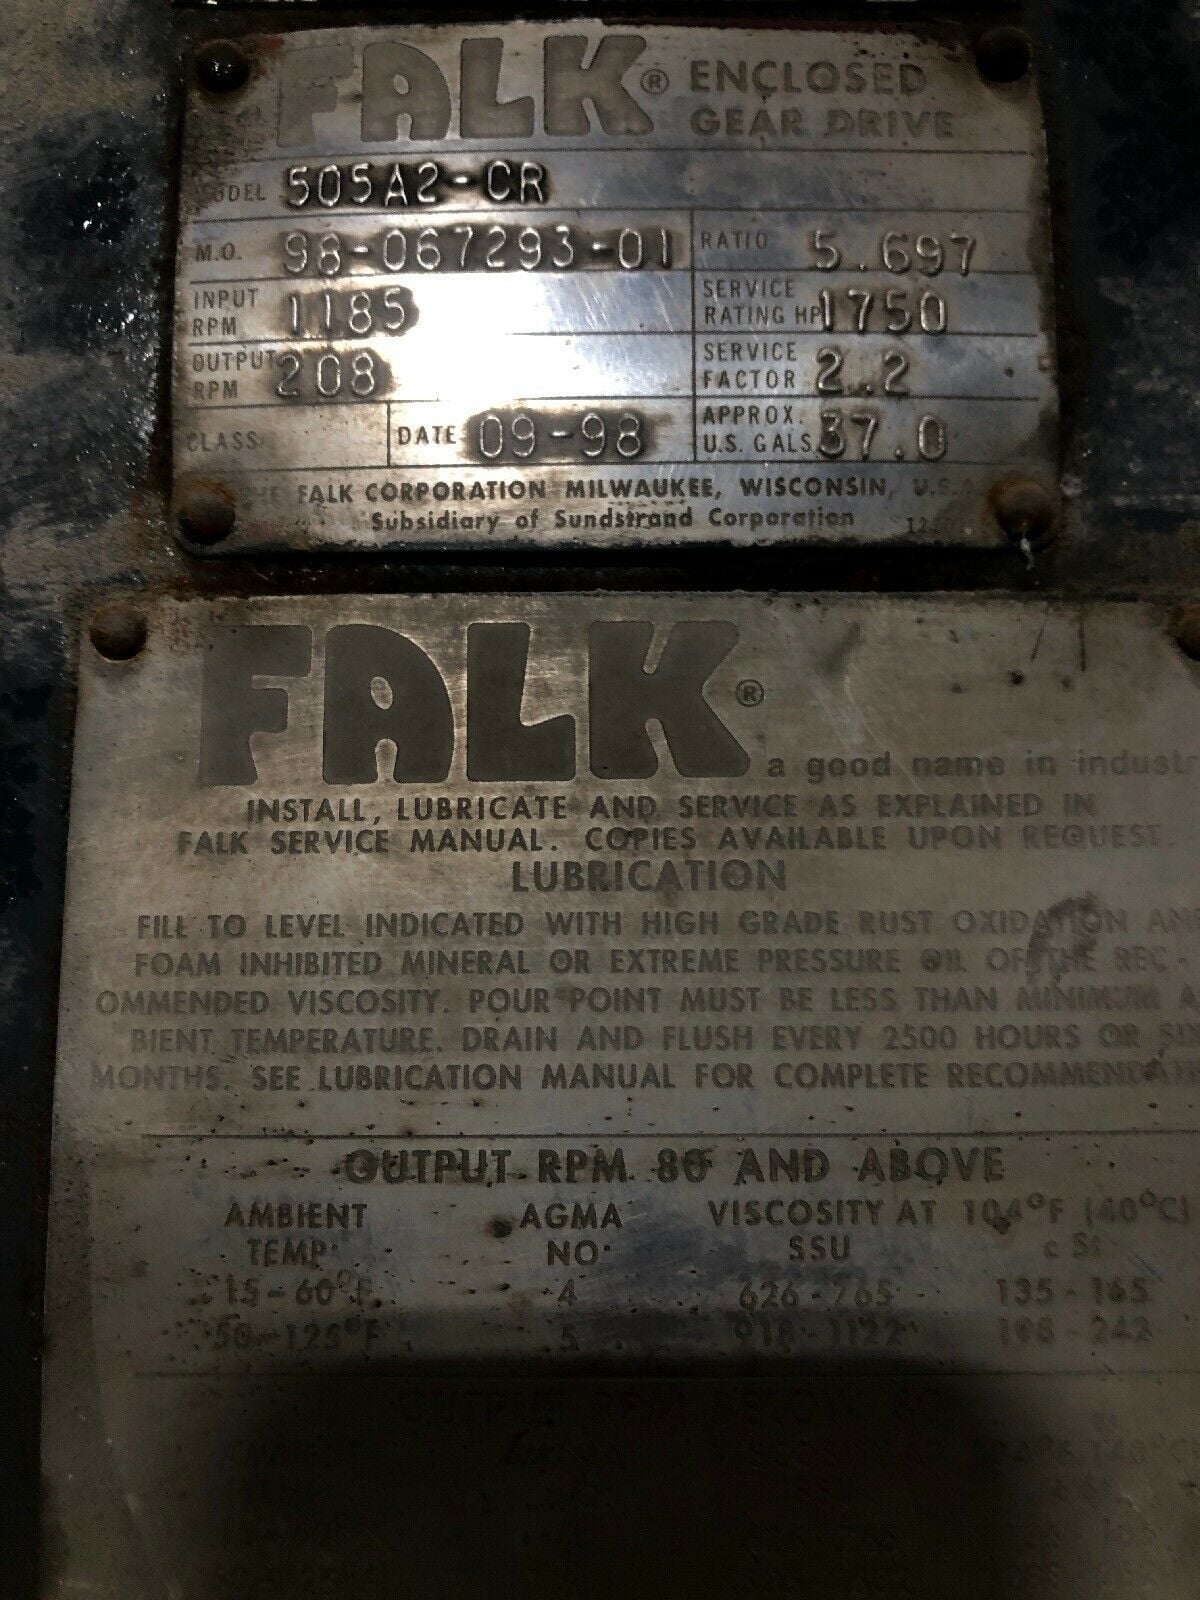 FALK® ENCLOSED
GEAR DRIVE
MODEL 505A2-CR
M.O. 98-067293-01 RATIO 5.697
INPUT RPM 1185 SERVICE RATING HP 1750
OUTPUT RPM 208 SERVICE FACTOR 2.2
CLASS DATE 09-98 APPROX. U.S. GALS. 37.0
THE FALK CORPORATION MILWAUKEE, WISCONSIN, U.S.
Subsidiary of Sundstrand Corporation
FALK®
a good name in industr
INSTALL, LUBRICATE AND SERVICE AS EXPLAINED IN
FALK SERVICE MANUAL. COPIES AVAILABLE UPON REQUEST.
LUBRICATION
FILL TO LEVEL INDICATED WITH HIGH GRADE RUST OXIDATION AN
FOAM INHIBITED MINERAL OR EXTREME PRESSURE OIL OF THE REC-
OMMENDED VISCOSITY. POUR POINT MUST BE LESS THAN MINIMUM A
BIENT TEMPERATURE. DRAIN AND FLUSH EVERY 2500 HOURS OR SIX
MONTHS. SEE LUBRICATION MANUAL FOR COMPLETE RECOMMENDATI
OUTPUT RPM 80 AND ABOVE
AMBIENT AGMA VISCOSITY AT 104°F (40°C)
TEMP. NO. SSU c St
15-60°F 4 626-765 135-165
50-125°F 5 918-1122 198-242